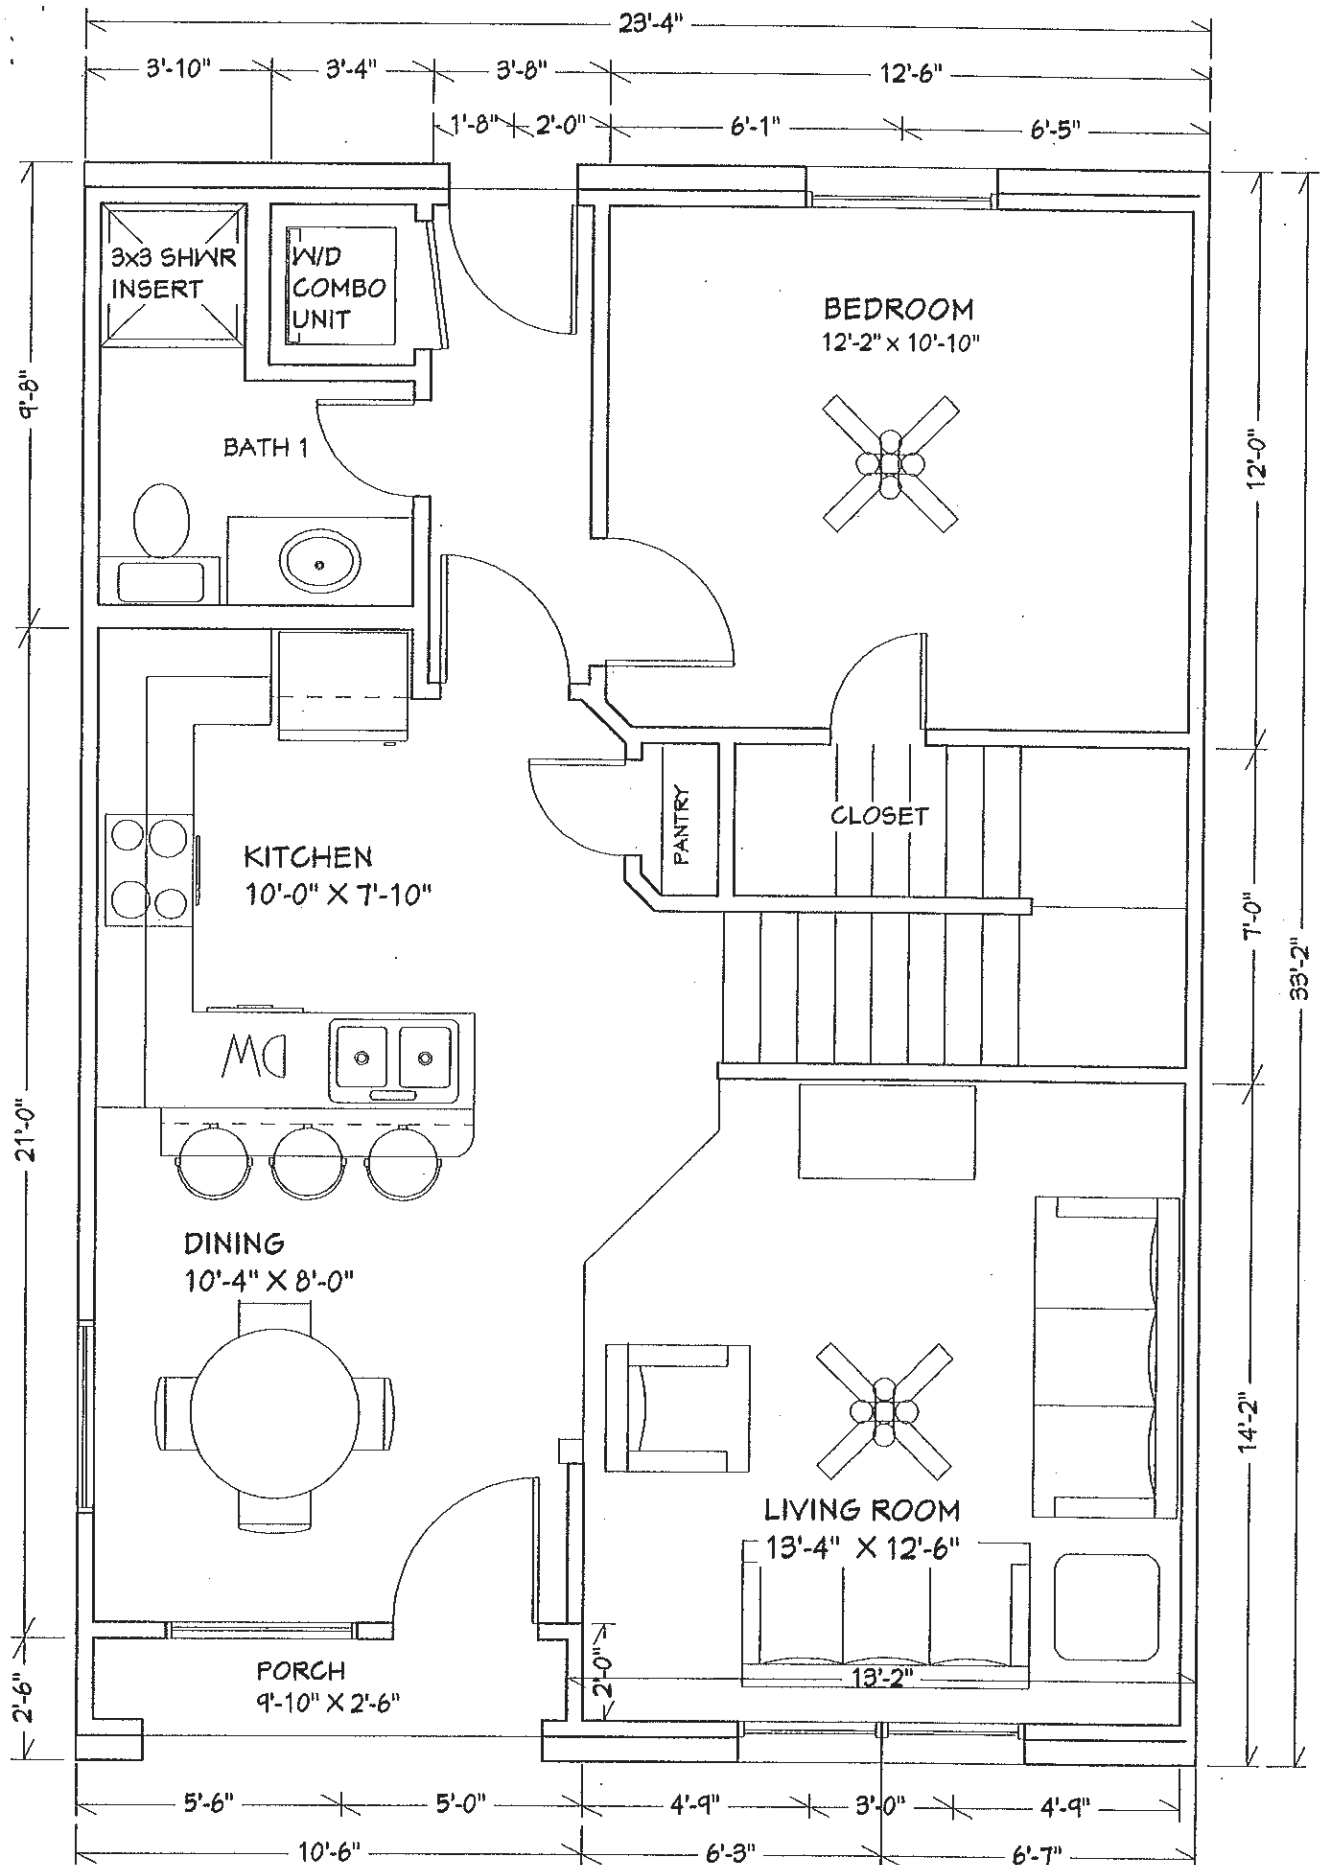 23'-4"
3'-10" 3'-4" 3'-8" 12'-6"
1'-8" 2'-0" 6'-1" 6'-5"
3x3 SHWR
INSERT
W/D
COMBO
UNIT
BEDROOM
12'-2" x 10'-10"
9'-8"
BATH 1
12'-0"
PANTRY
CLOSET
KITCHEN
10'-0" X 7'-10"
7'-0"
33'-2"
DW
21'-0"
DINING
10'-4" X 8'-0"
14'-2"
LIVING ROOM
13'-4" X 12'-6"
PORCH
9'-10" X 2'-6"
2'-6"
2'-0"
13'-2"
5'-6" 5'-0" 4'-9" 3'-0" 4'-9"
10'-6" 6'-3" 6'-7"